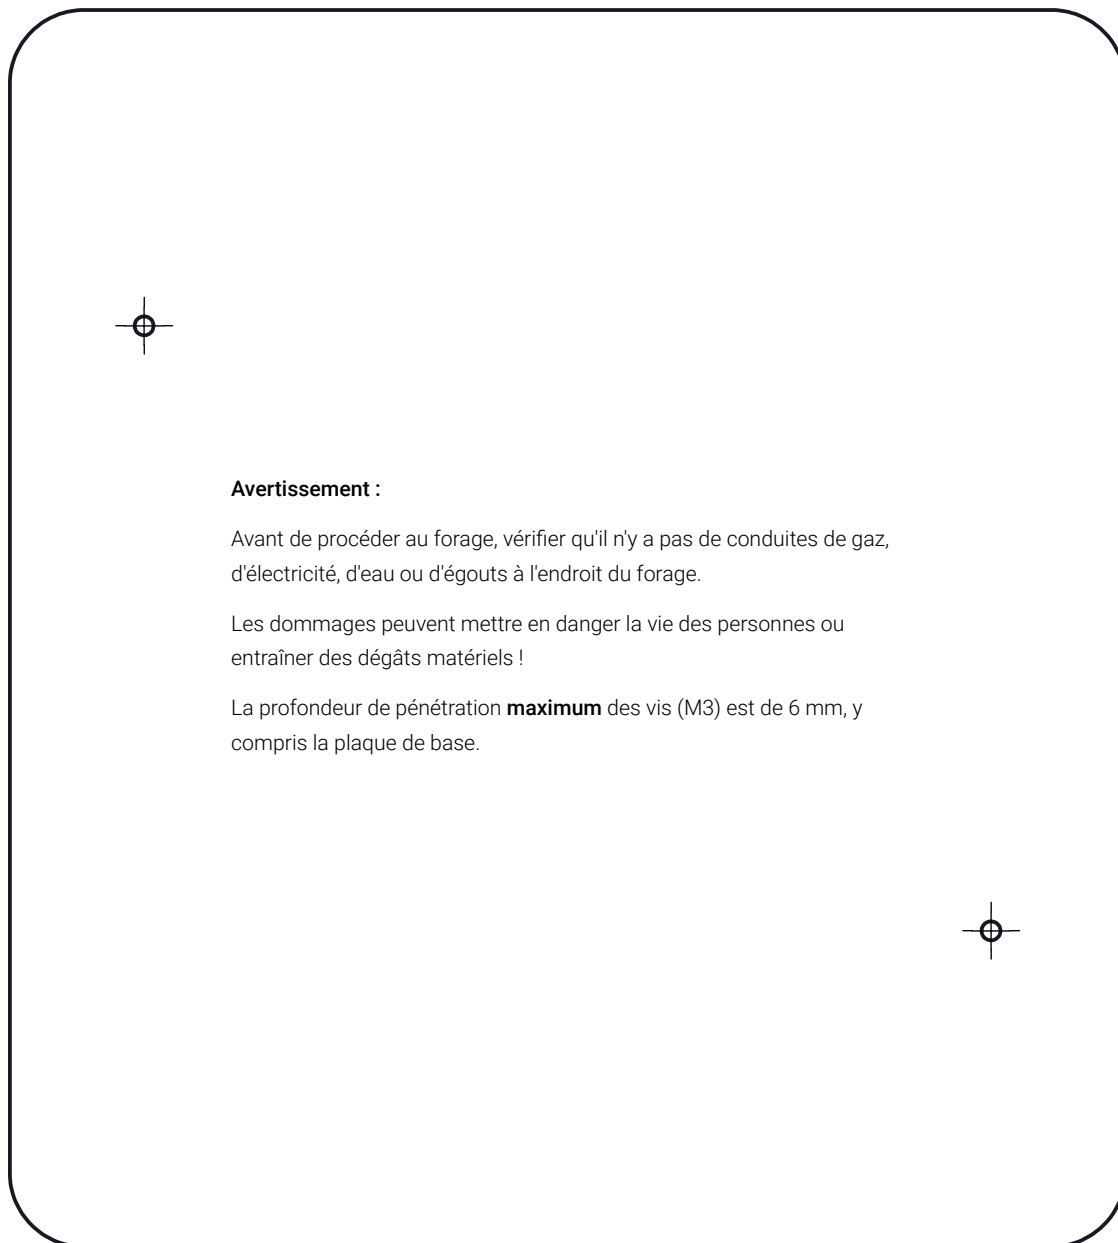 Avertissement :
Avant de procéder au forage, vérifier qu'il n'y a pas de conduites de gaz,
d'électricité, d'eau ou d'égouts à l'endroit du forage.
Les dommages peuvent mettre en danger la vie des personnes ou
entraîner des dégâts matériels !
La profondeur de pénétration maximum des vis (M3) est de 6 mm, y
compris la plaque de base.